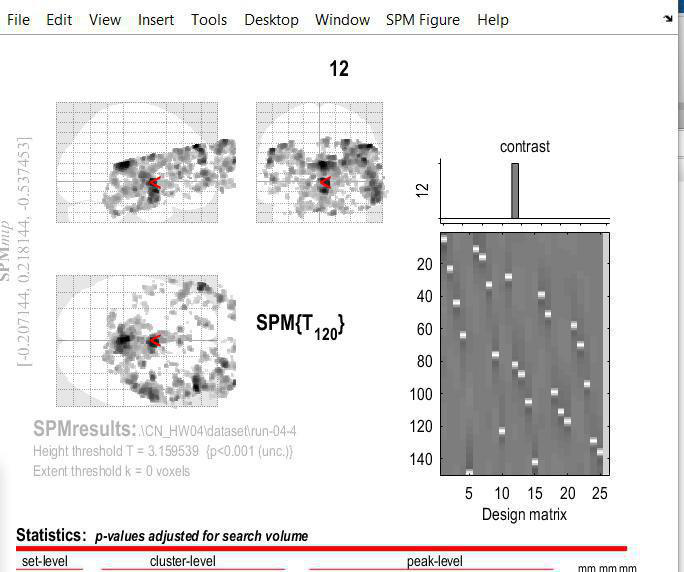 File Edit View Insert Tools Desktop Window SPM Figure Help
12
SPMmip
[-0.207144, 0.218144, -0.537453]
contrast
12
20
40
60
80
100
120
140
5 10 15 20 25
Design matrix
SPM{T120}
SPMresults: .\CN_HW04\dataset\run-04-4
Height threshold T = 3.159539 {p<0.001 (unc.)}
Extent threshold k = 0 voxels
Statistics: p-values adjusted for search volume
set-level cluster-level peak-level mm mm mm